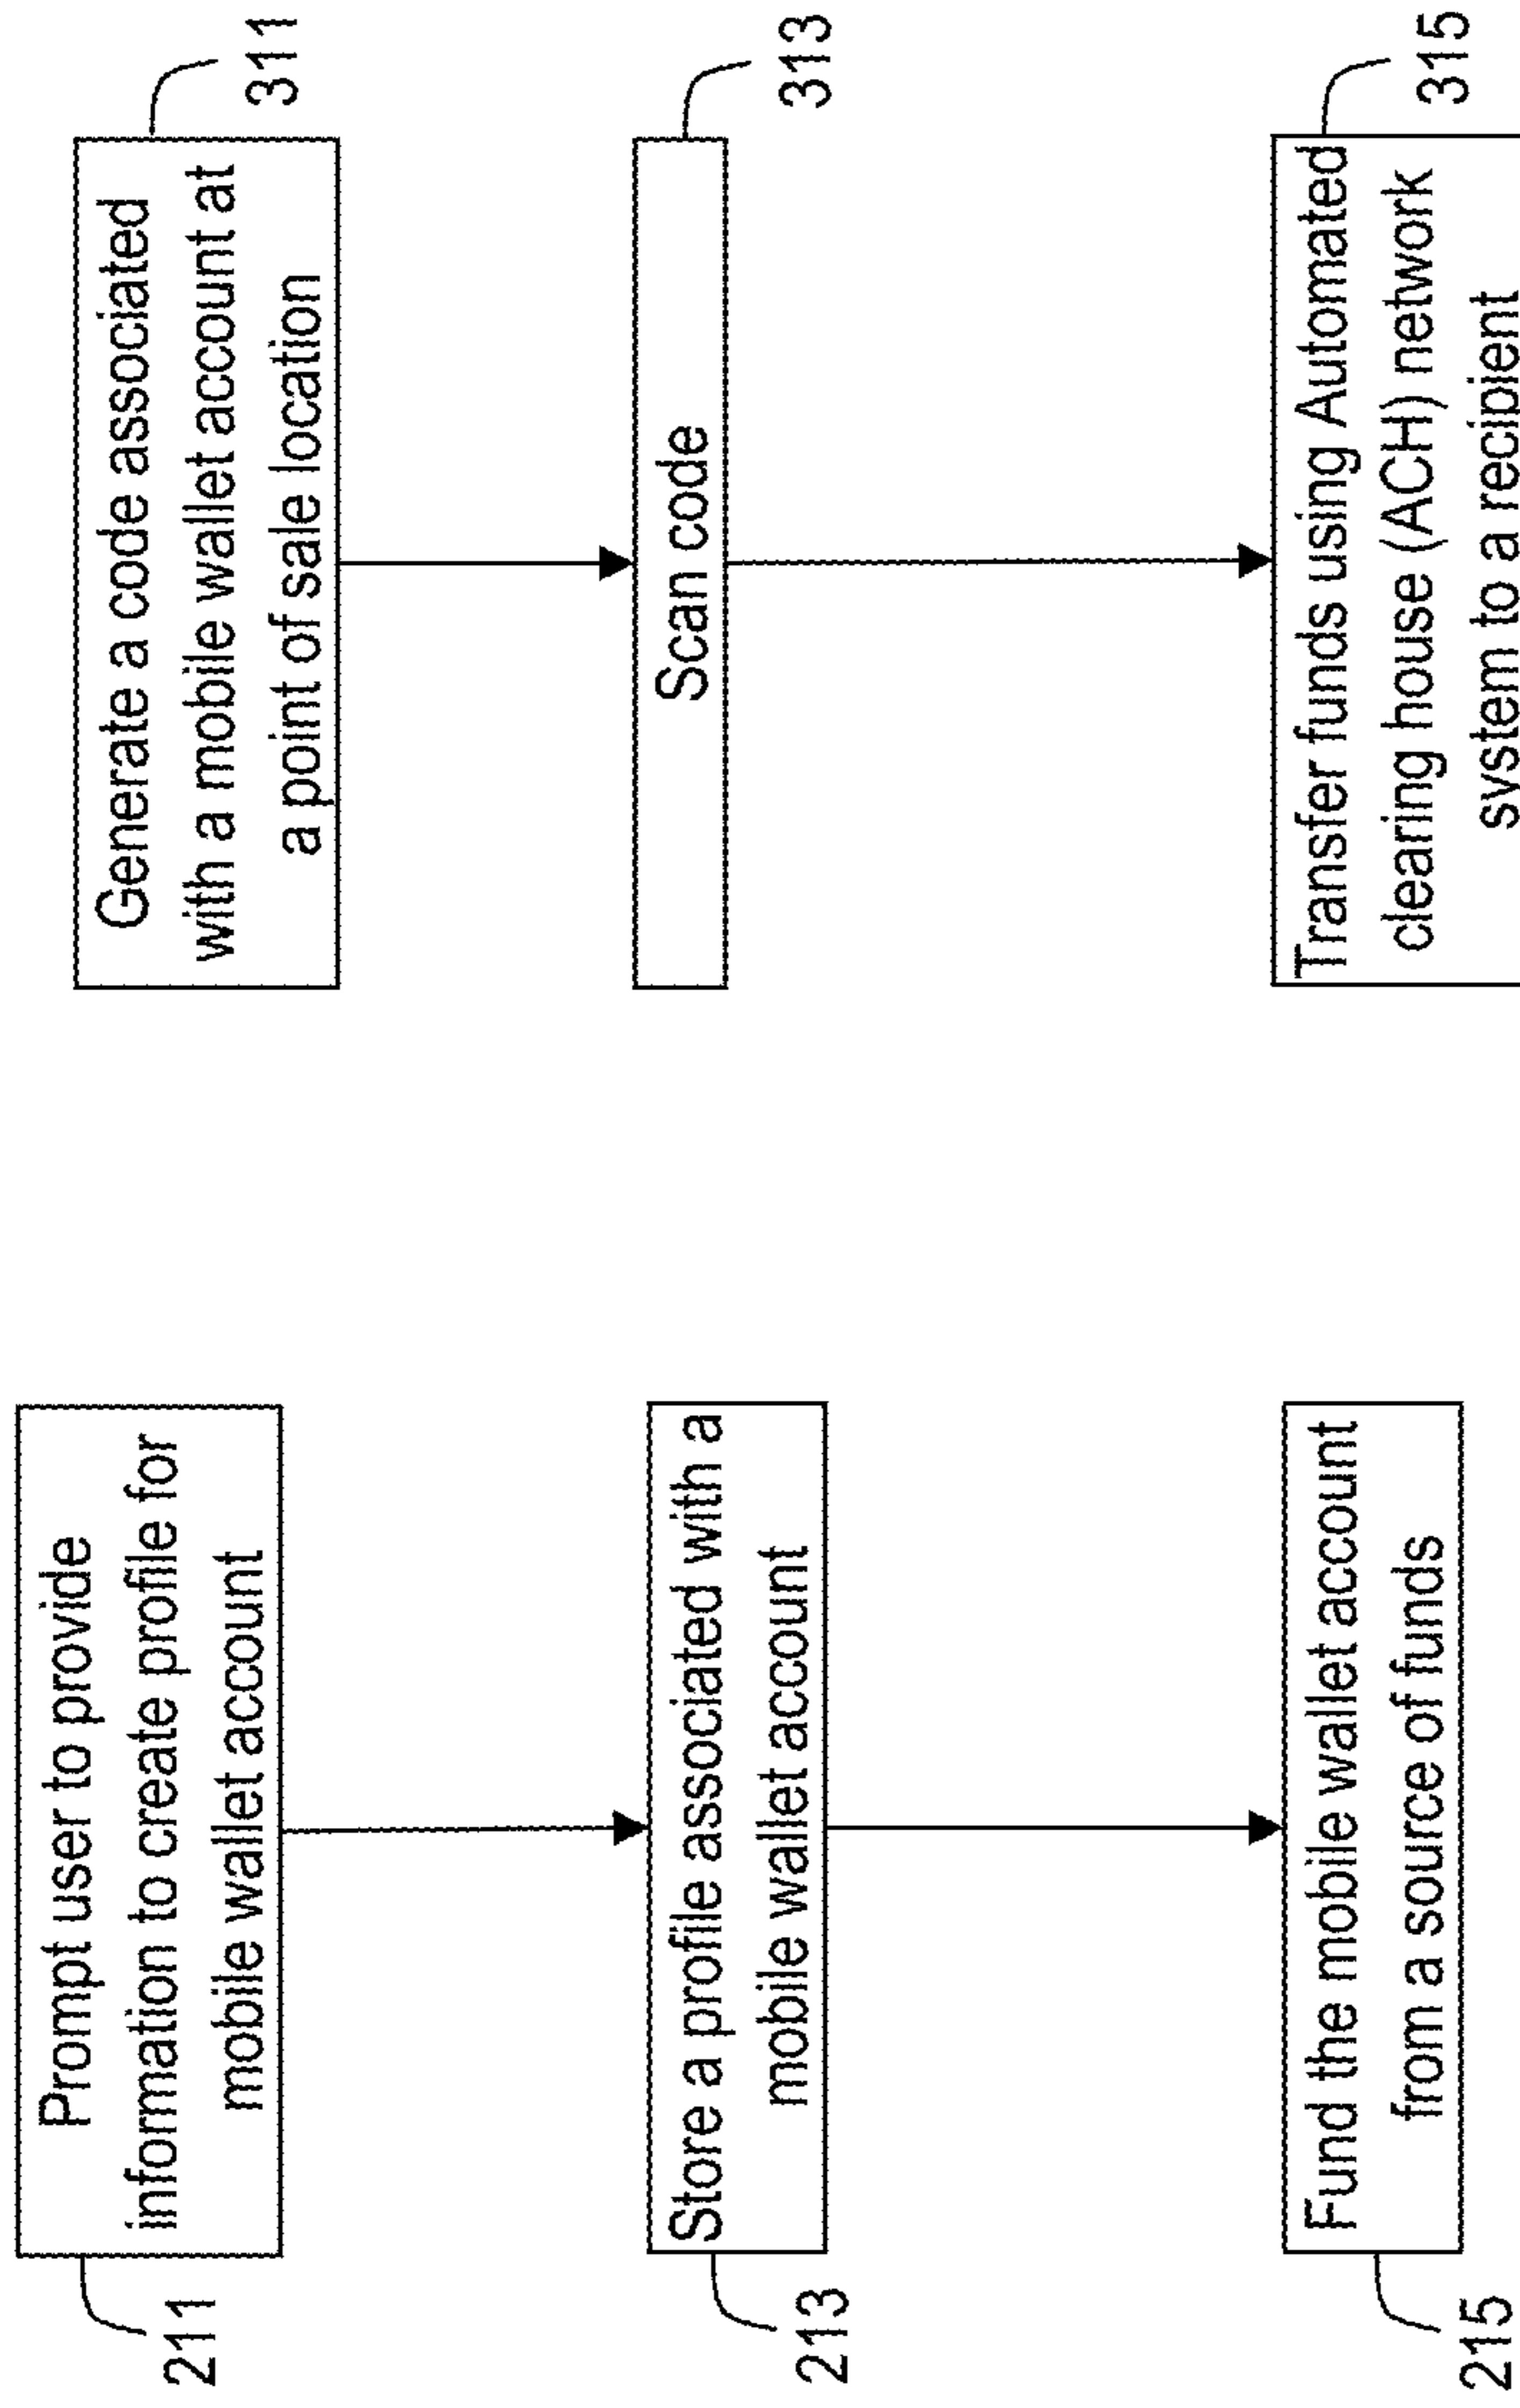 211
Prompt user to provide
information to create profile for
mobile wallet account
213
Store a profile associated with a
mobile wallet account
215
Fund the mobile wallet account
from a source of funds
Generate a code associated
with a mobile wallet account at
a point of sale location
311
Scan code
313
Transfer funds using Automated
clearing house (ACH) network
system to a recipient
315